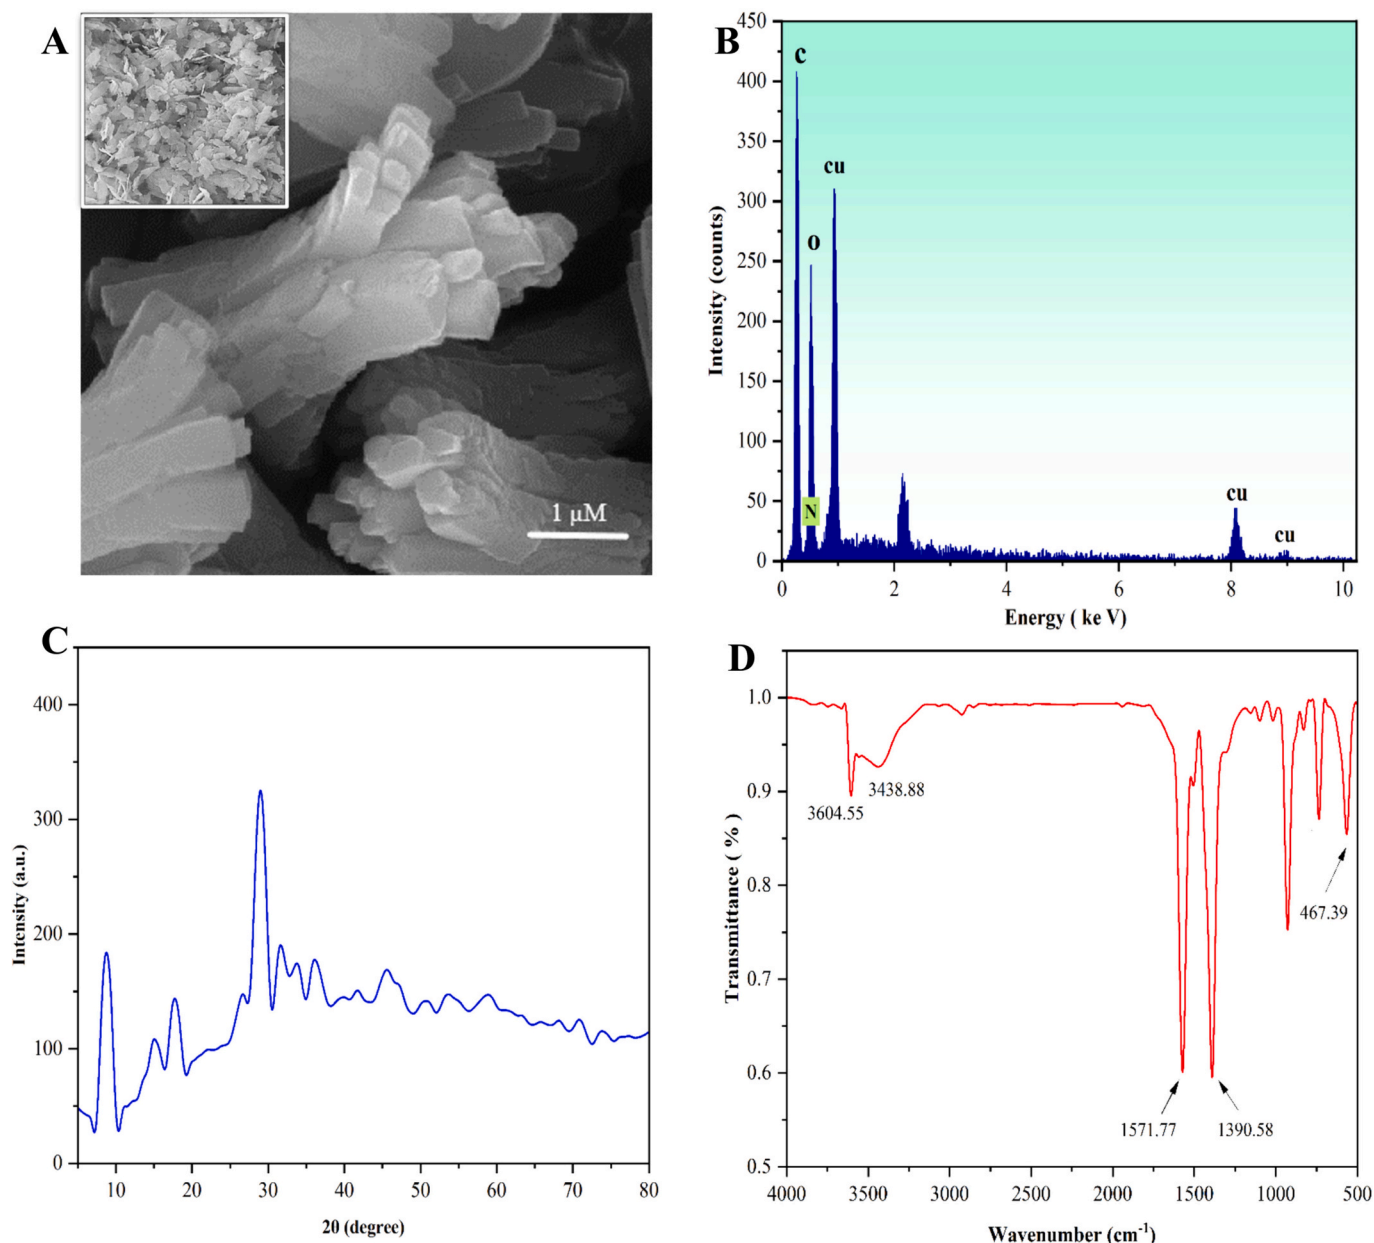 A
1 μM
B
450
400
350
300
250
200
150
100
50
0
Intensity (counts)
c
o
N
cu
cu
cu
0
2
4
6
8
10
Energy ( ke V)
C
400
300
200
100
0
Intensity (a.u.)
10
20
30
40
50
60
70
80
2θ (degree)
D
1.0
0.9
0.8
0.7
0.6
0.5
Transmittance ( % )
3604.55
3438.88
467.39
1571.77
1390.58
4000
3500
3000
2500
2000
1500
1000
500
Wavenumber (cm⁻¹)